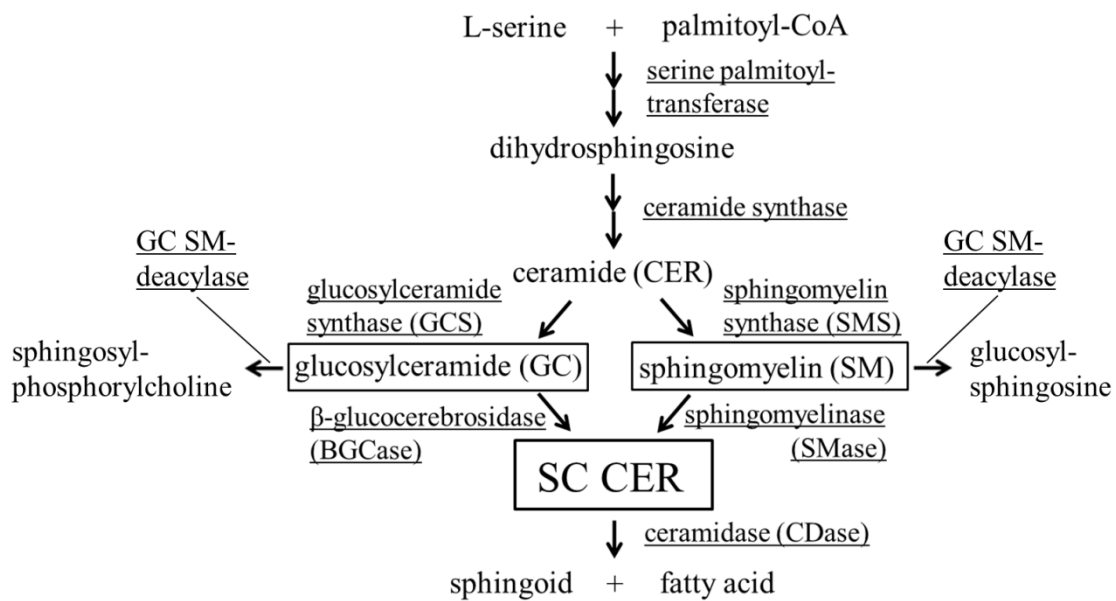 L-serine + palmitoyl-CoA
serine palmitoyl-
transferase
dihydrosphingosine
ceramide synthase
GC SM-
deacylase
GC SM-
deacylase
ceramide (CER)
glucosylceramide
synthase (GCS)
sphingomyelin
synthase (SMS)
sphingosyl-
phosphorylcholine
glucosylceramide (GC)
sphingomyelin (SM)
glucosyl-
sphingosine
β-glucocerebrosidase
(BGCase)
sphingomyelinase
(SMase)
SC CER
ceramidase (CDase)
sphingoid + fatty acid